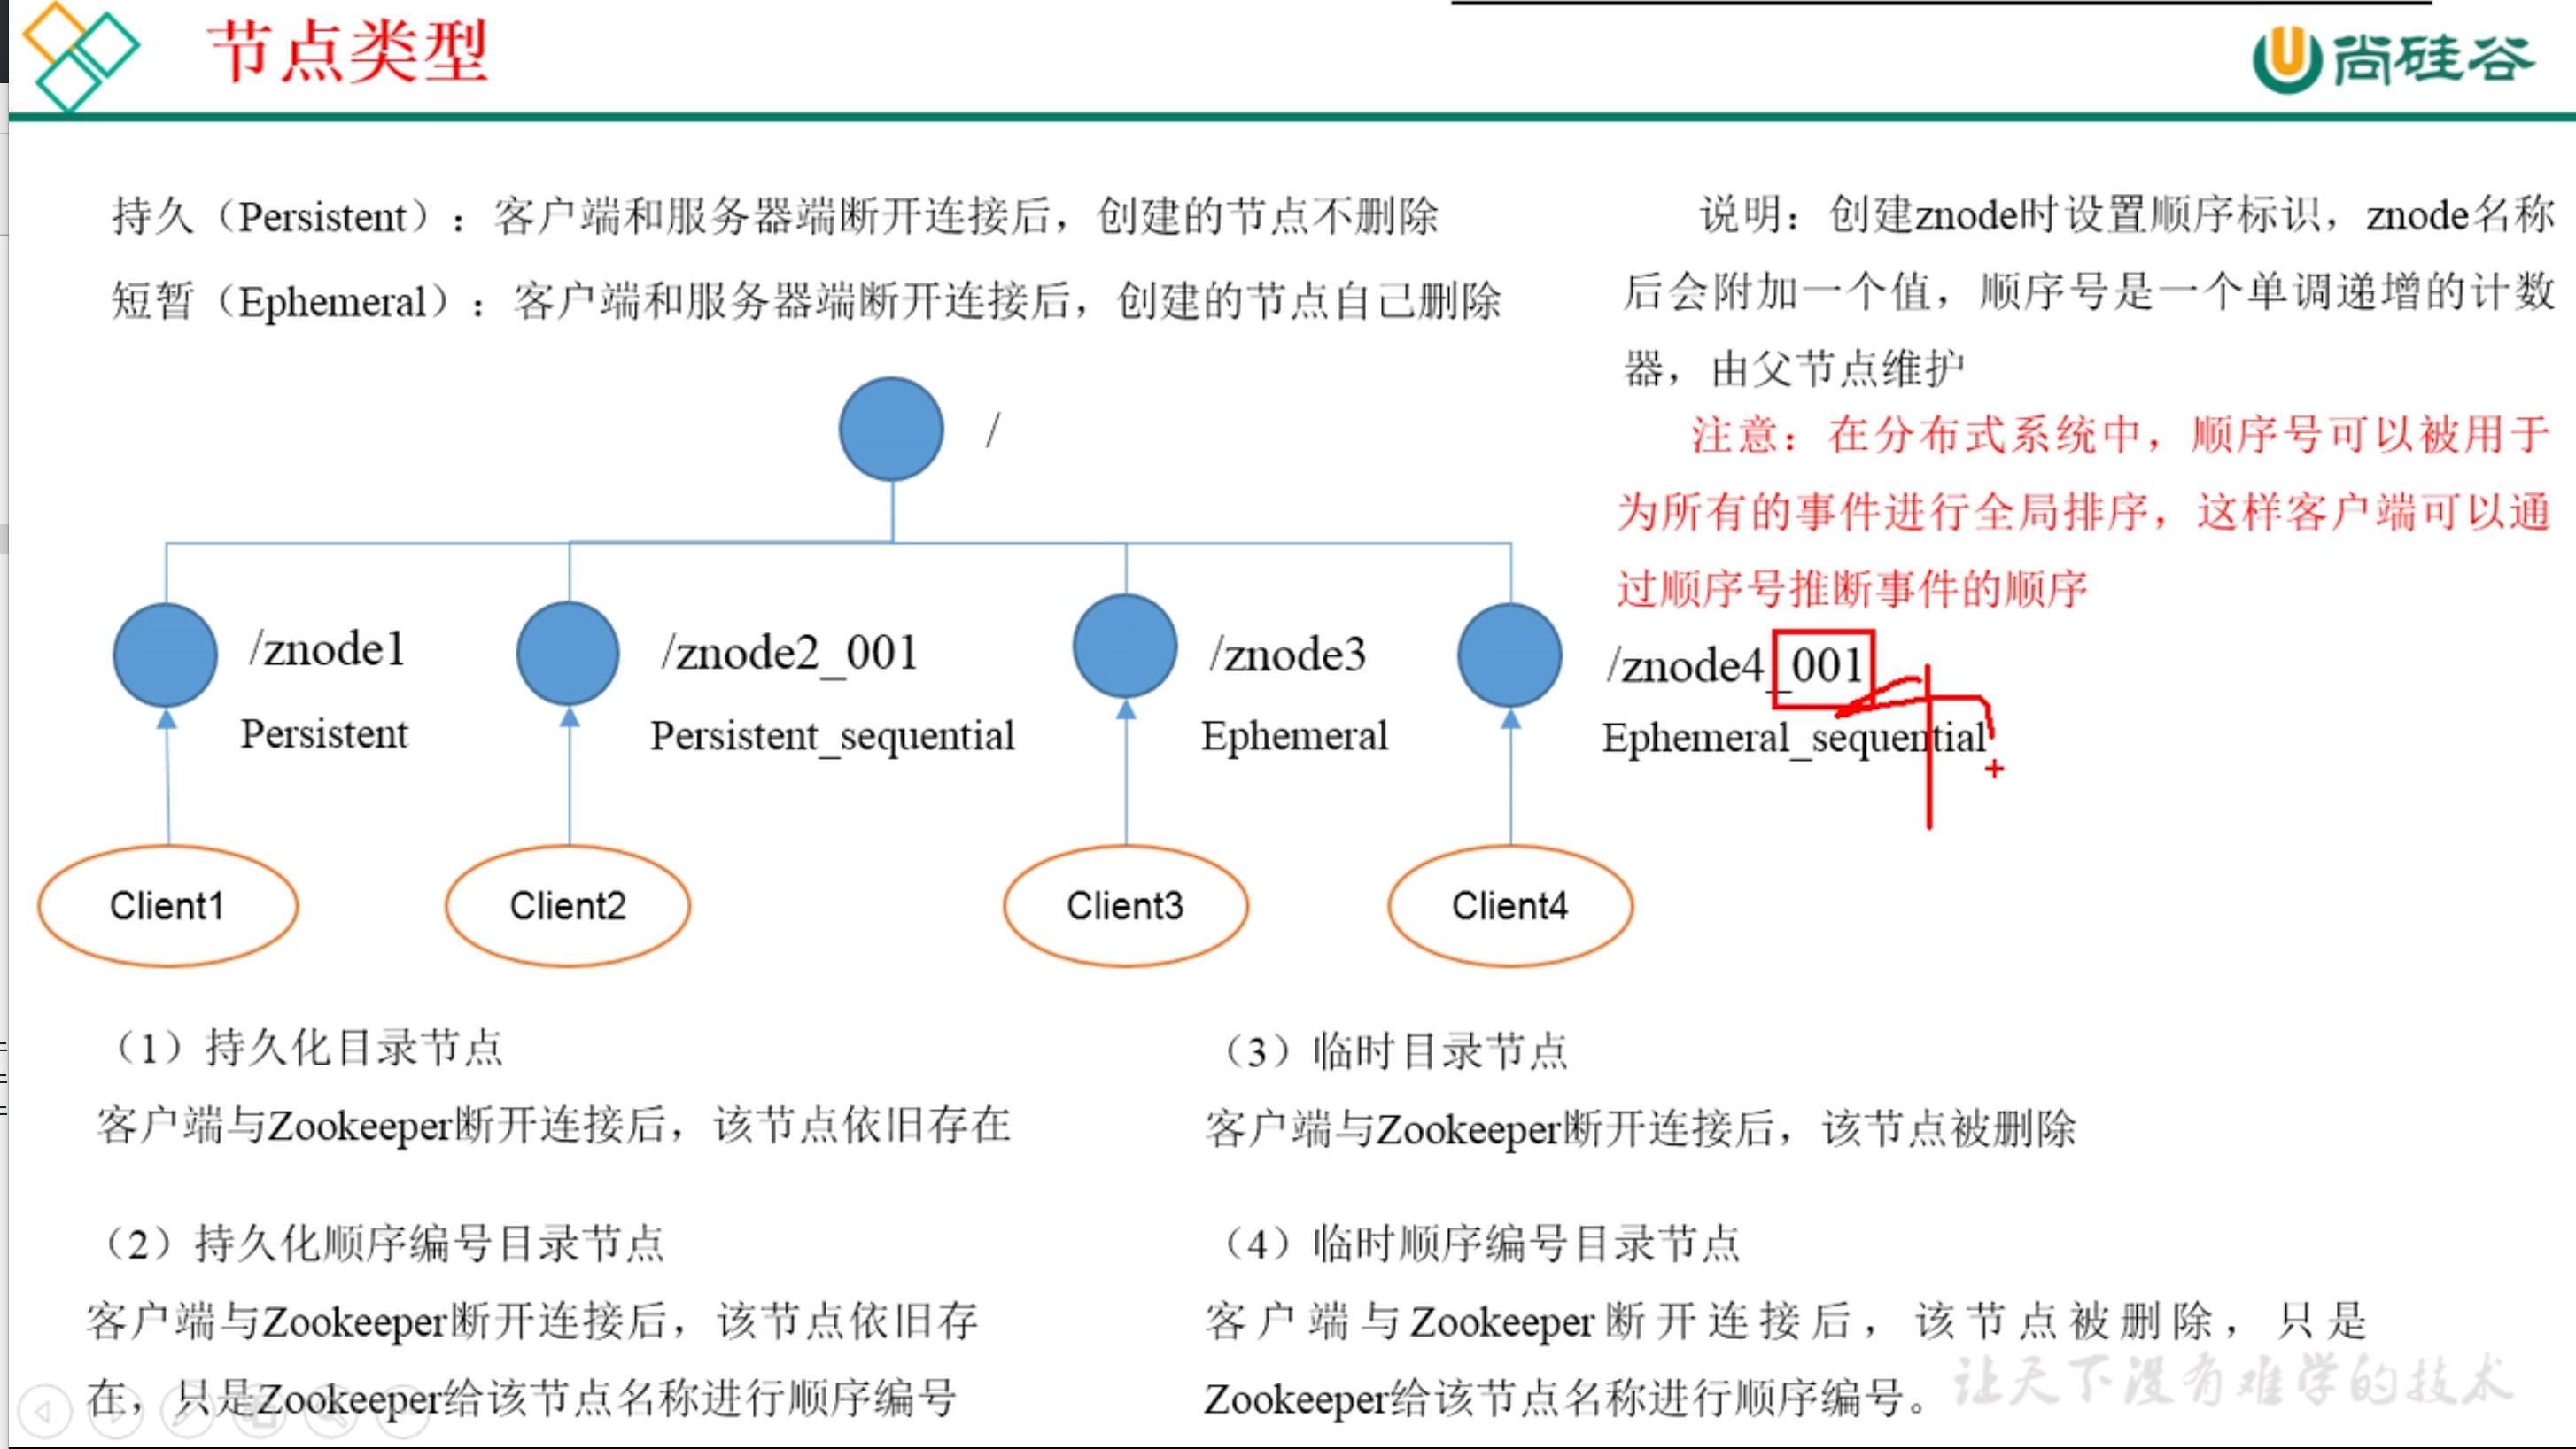 节点类型
尚硅谷
持久（Persistent）：客户端和服务器端断开连接后，创建的节点不删除
短暂（Ephemeral）：客户端和服务器端断开连接后，创建的节点自己删除
说明：创建znode时设置顺序标识，znode名称
后会附加一个值，顺序号是一个单调递增的计数
器，由父节点维护
注意：在分布式系统中，顺序号可以被用于
为所有的事件进行全局排序，这样客户端可以通
过顺序号推断事件的顺序
/
/znode1
Persistent
/znode2_001
Persistent_sequential
/znode3
Ephemeral
/znode4_001
Ephemeral_sequential
Client1
Client2
Client3
Client4
（1）持久化目录节点
客户端与Zookeeper断开连接后，该节点依旧存在
（2）持久化顺序编号目录节点
客户端与Zookeeper断开连接后，该节点依旧存
在，只是Zookeeper给该节点名称进行顺序编号
（3）临时目录节点
客户端与Zookeeper断开连接后，该节点被删除
（4）临时顺序编号目录节点
客户端与Zookeeper断开连接后，该节点被删除，只是
Zookeeper给该节点名称进行顺序编号。
让天下没有难学的技术